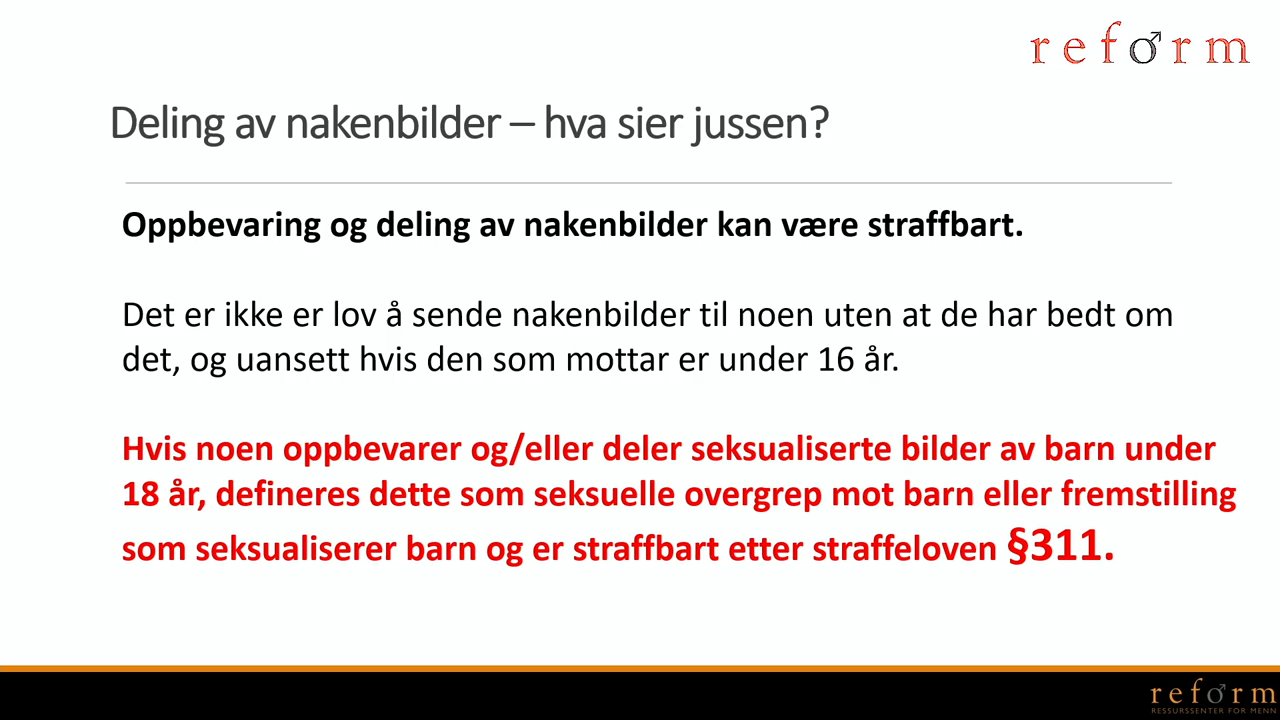 reform
Deling av nakenbilder – hva sier jussen?
Oppbevaring og deling av nakenbilder kan være straffbart.
Det er ikke er lov å sende nakenbilder til noen uten at de har bedt om
det, og uansett hvis den som mottar er under 16 år.
Hvis noen oppbevarer og/eller deler seksualiserte bilder av barn under
18 år, defineres dette som seksuelle overgrep mot barn eller fremstilling
som seksualiserer barn og er straffbart etter straffeloven §311.
reform
RESSURSSENTER FOR MENN